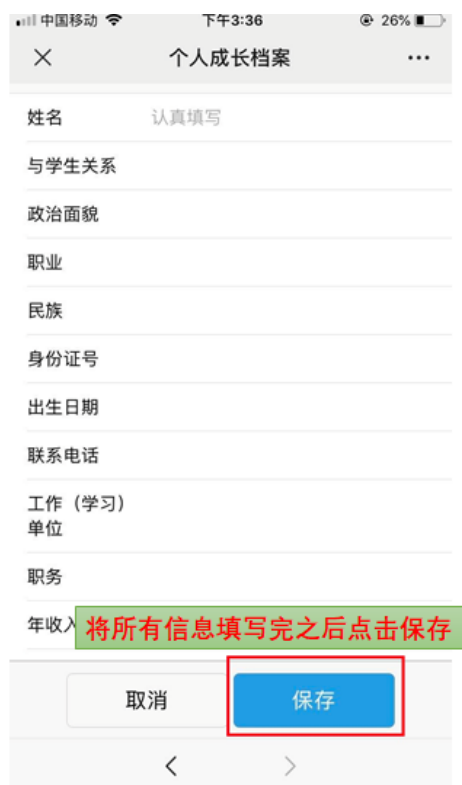 中国移动 下午3:36 26%
个人成长档案
姓名 认真填写
与学生关系
政治面貌
职业
民族
身份证号
出生日期
联系电话
工作（学习）
单位
职务
年收入
将所有信息填写完之后点击保存
取消 保存